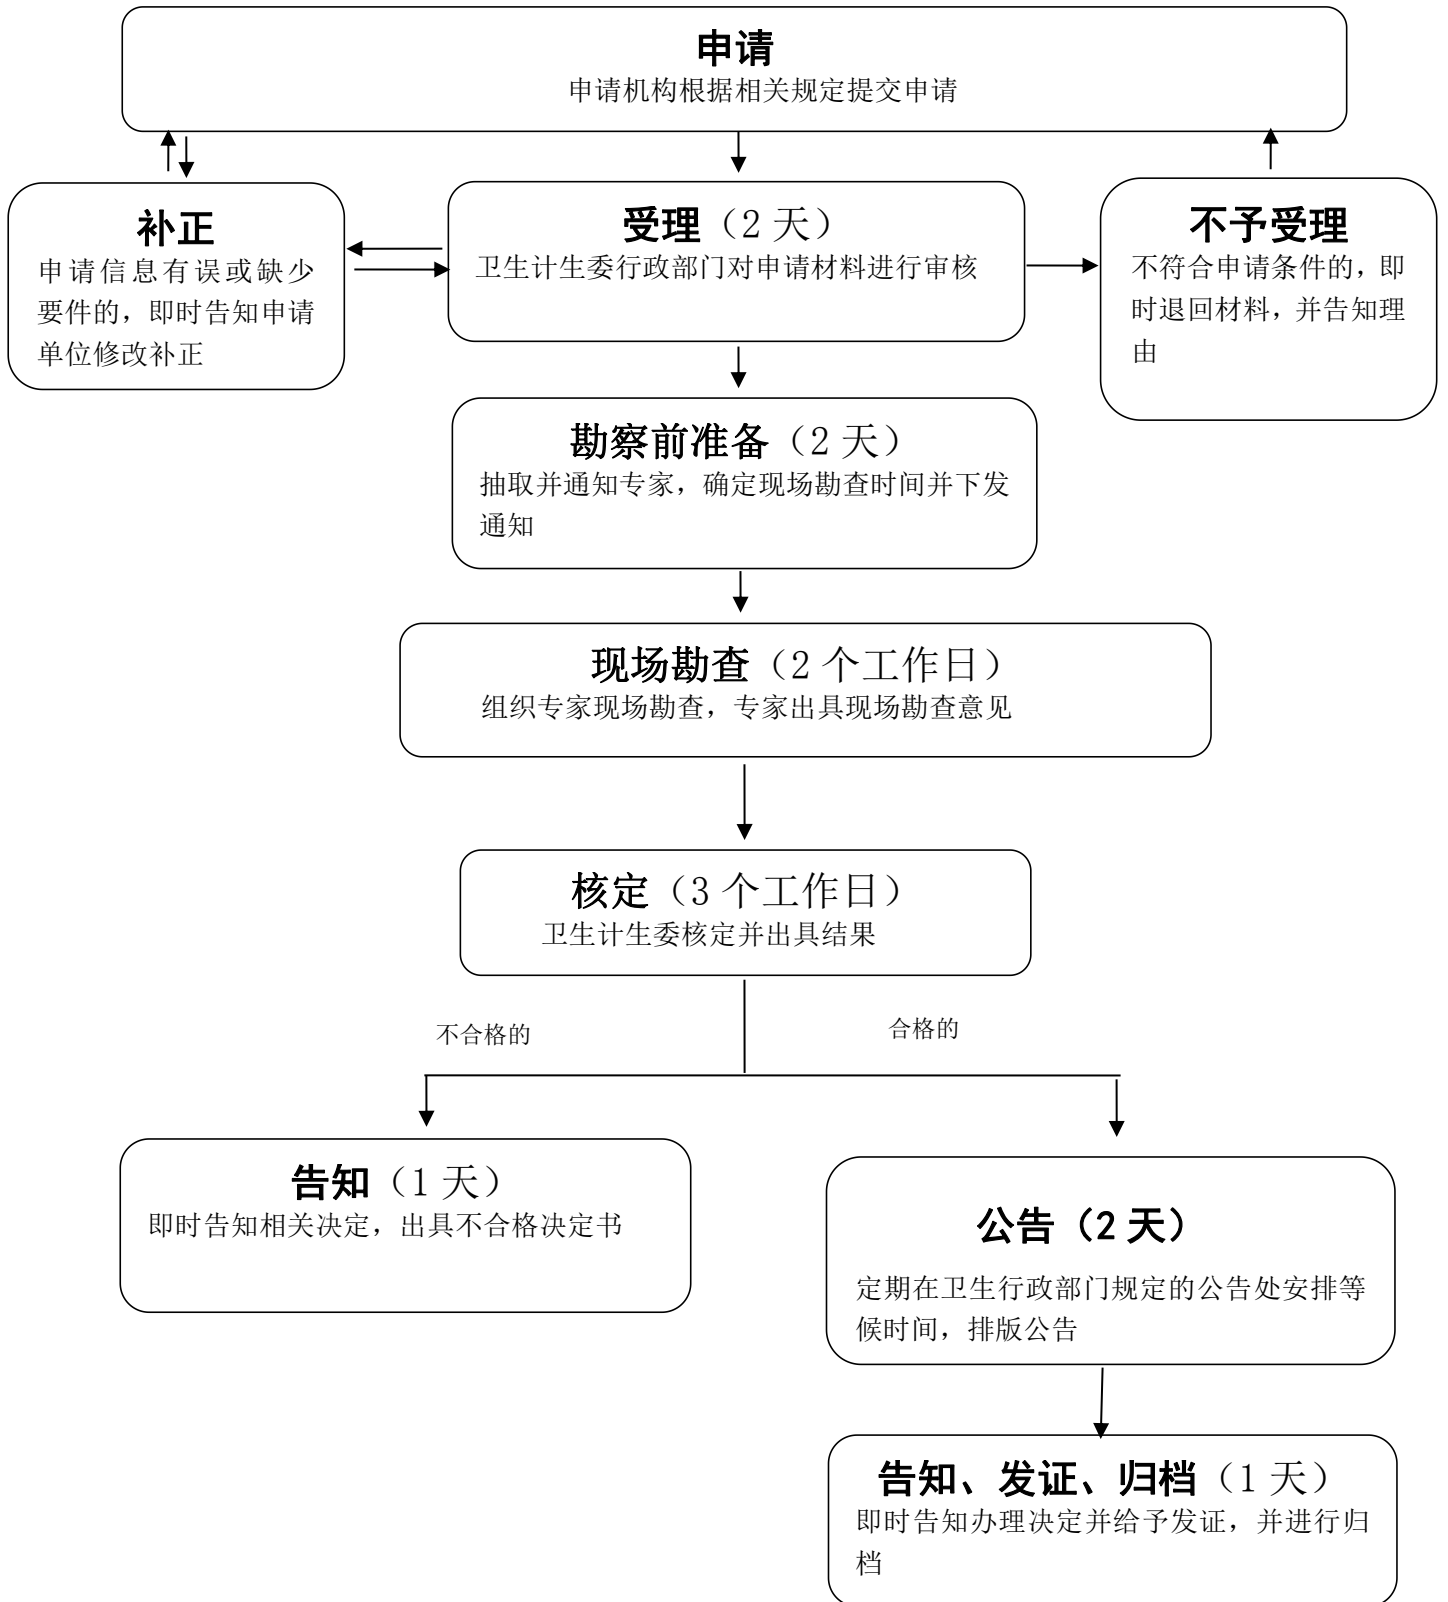 申请
申请机构根据相关规定提交申请
补正
申请信息有误或缺少
要件的，即时告知申请
单位修改补正
受理（2 天）
卫生计生委行政部门对申请材料进行审核
不予受理
不符合申请条件的，即
时退回材料，并告知理
由
勘察前准备（2 天）
抽取并通知专家，确定现场勘查时间并下发
通知
现场勘查（2 个工作日）
组织专家现场勘查，专家出具现场勘查意见
核定（3 个工作日）
卫生计生委核定并出具结果
不合格的
合格的
告知（1 天）
即时告知相关决定，出具不合格决定书
公告（2 天）
定期在卫生行政部门规定的公告处安排等
候时间，排版公告
告知、发证、归档（1 天）
即时告知办理决定并给予发证，并进行归
档